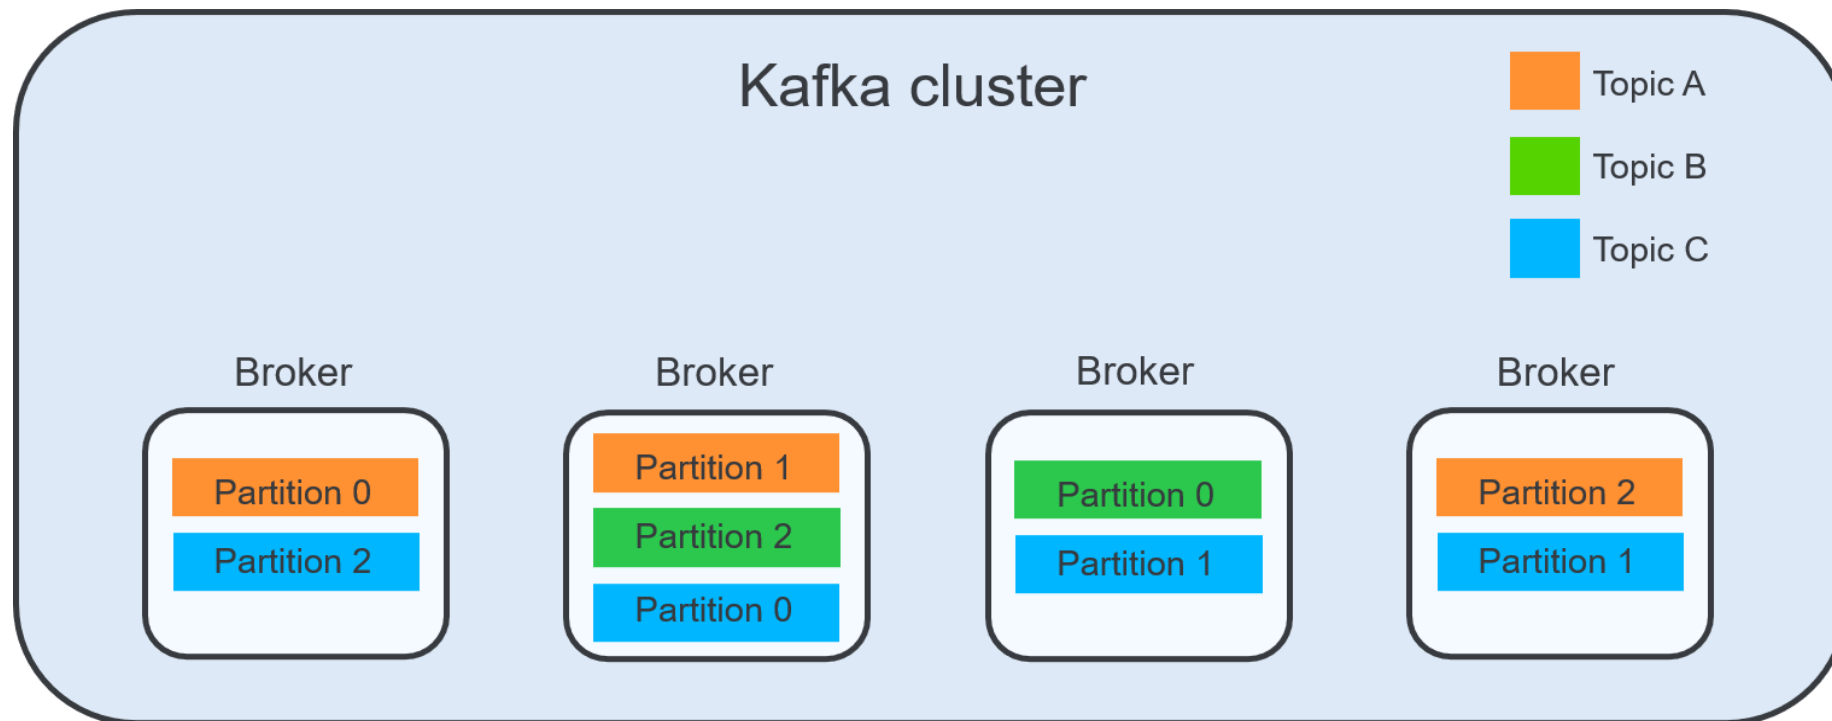 Kafka cluster
Topic A
Topic B
Topic C
Broker
Partition 0
Partition 2
Broker
Partition 1
Partition 2
Partition 0
Broker
Partition 0
Partition 1
Broker
Partition 2
Partition 1